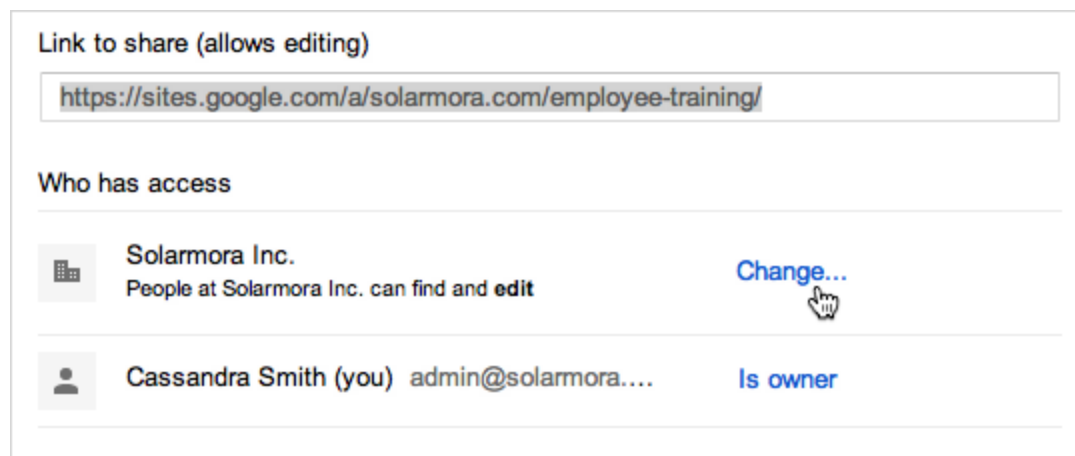 Link to share (allows editing)
https://sites.google.com/a/solarmora.com/employee-training/
Who has access
Solarmora Inc.
People at Solarmora Inc. can find and edit
Change...
Cassandra Smith (you) admin@solarmora....
Is owner